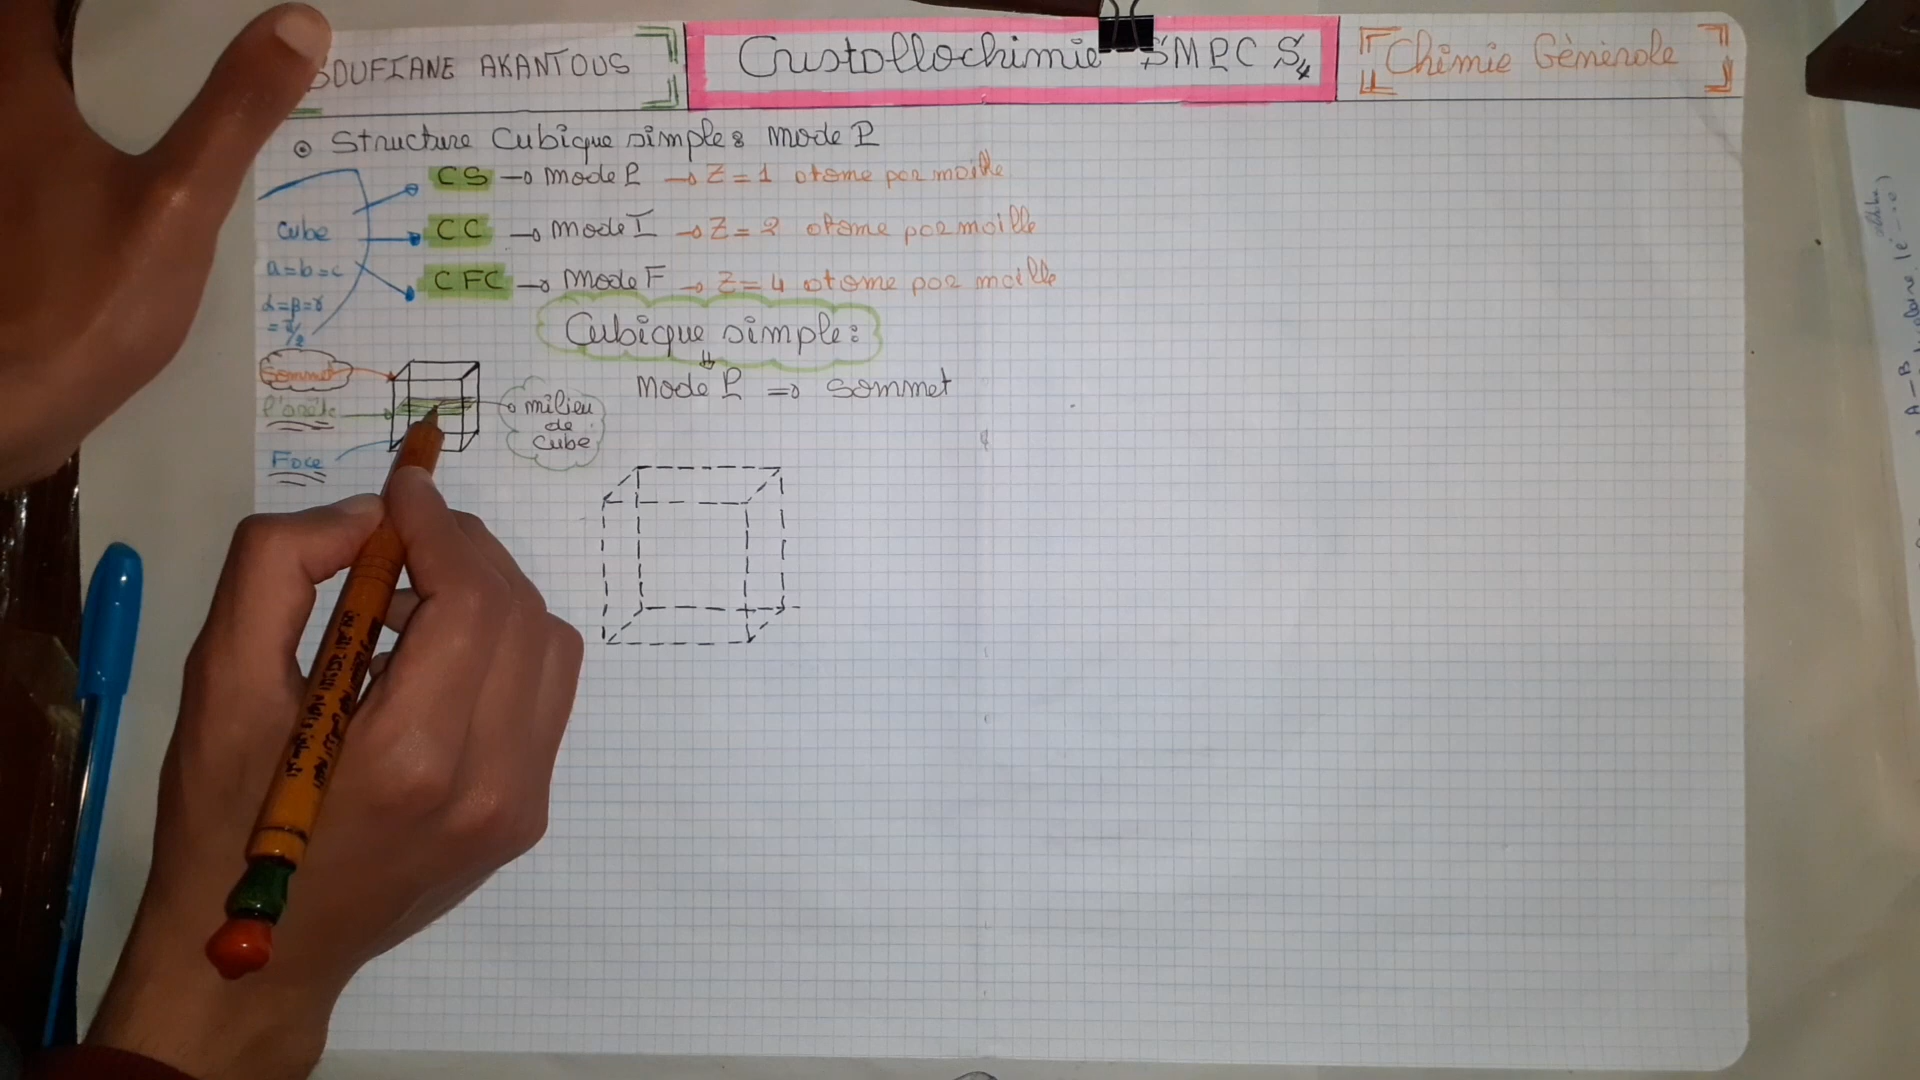 SOUFIANE AKANTOUS
Cristallochimie SMPC S4
Chimie Génèrale
Structure Cubique simple: mode P
CS → mode P → Z = 1 atome par maille
cube
CC → mode I → Z = 2 atome par maille
a=b=c
CFC → mode F → Z = 4 atome par maille
α=β=γ
= π/2
Cubique simple:
Sommet
Mode P ⇒ Sommet
l'arête
milieu
de
cube
Face
A-B